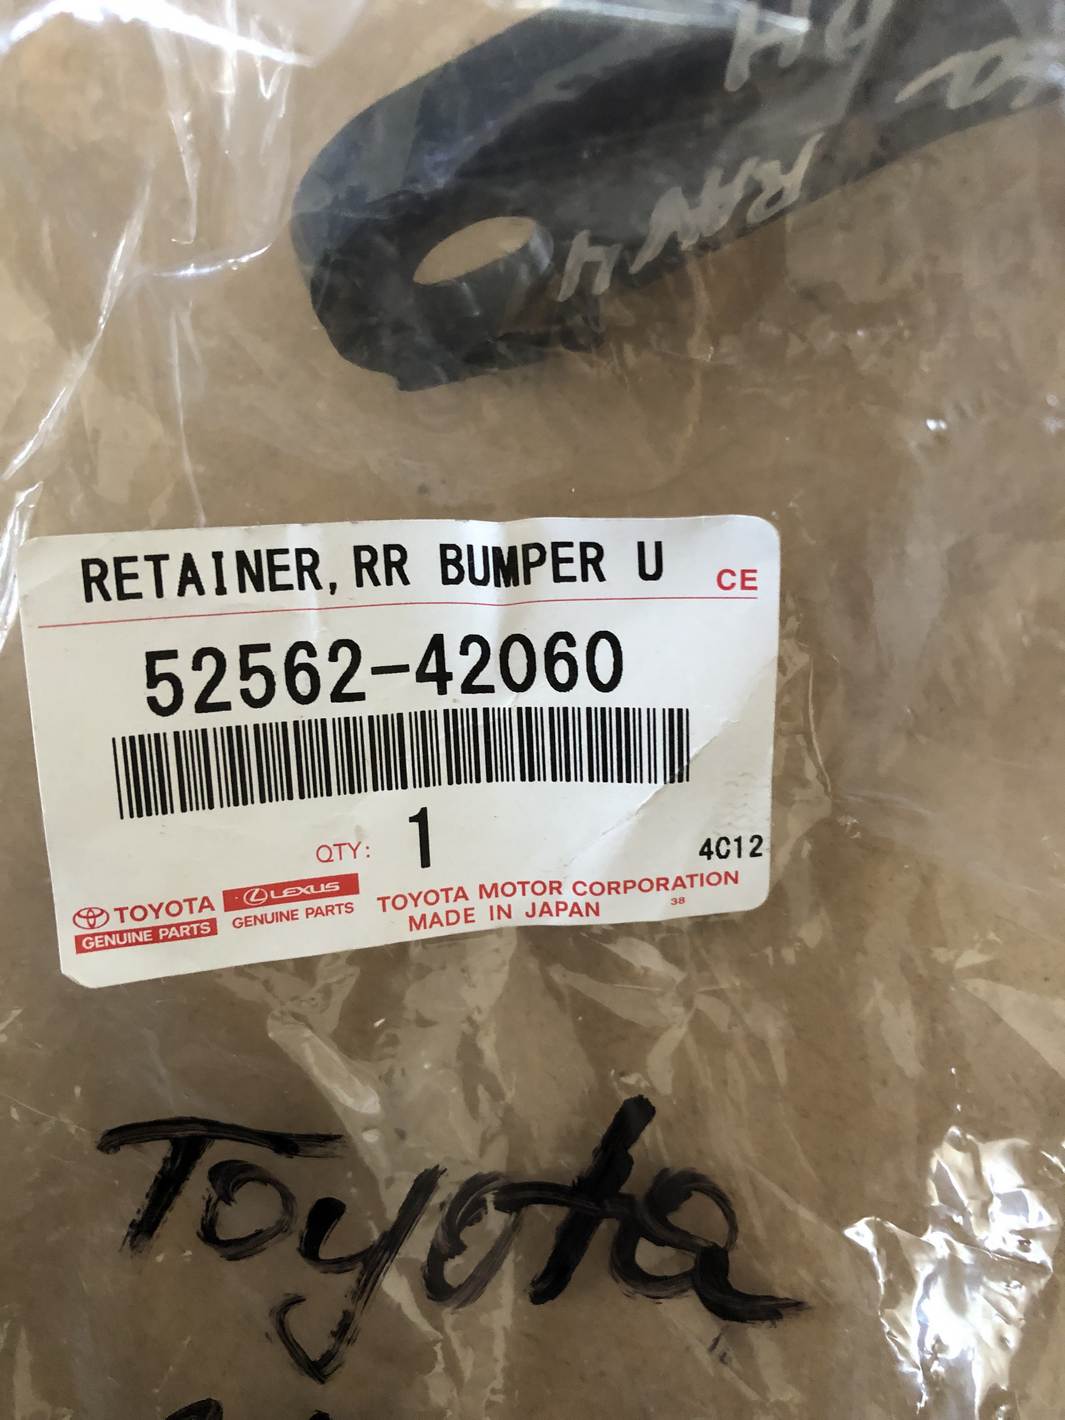 RAV4
RETAINER, RR BUMPER U
CE
52562-42060
QTY: 1
4C12
TOYOTA
GENUINE PARTS
LEXUS
GENUINE PARTS
TOYOTA MOTOR CORPORATION
MADE IN JAPAN
38
Toyota